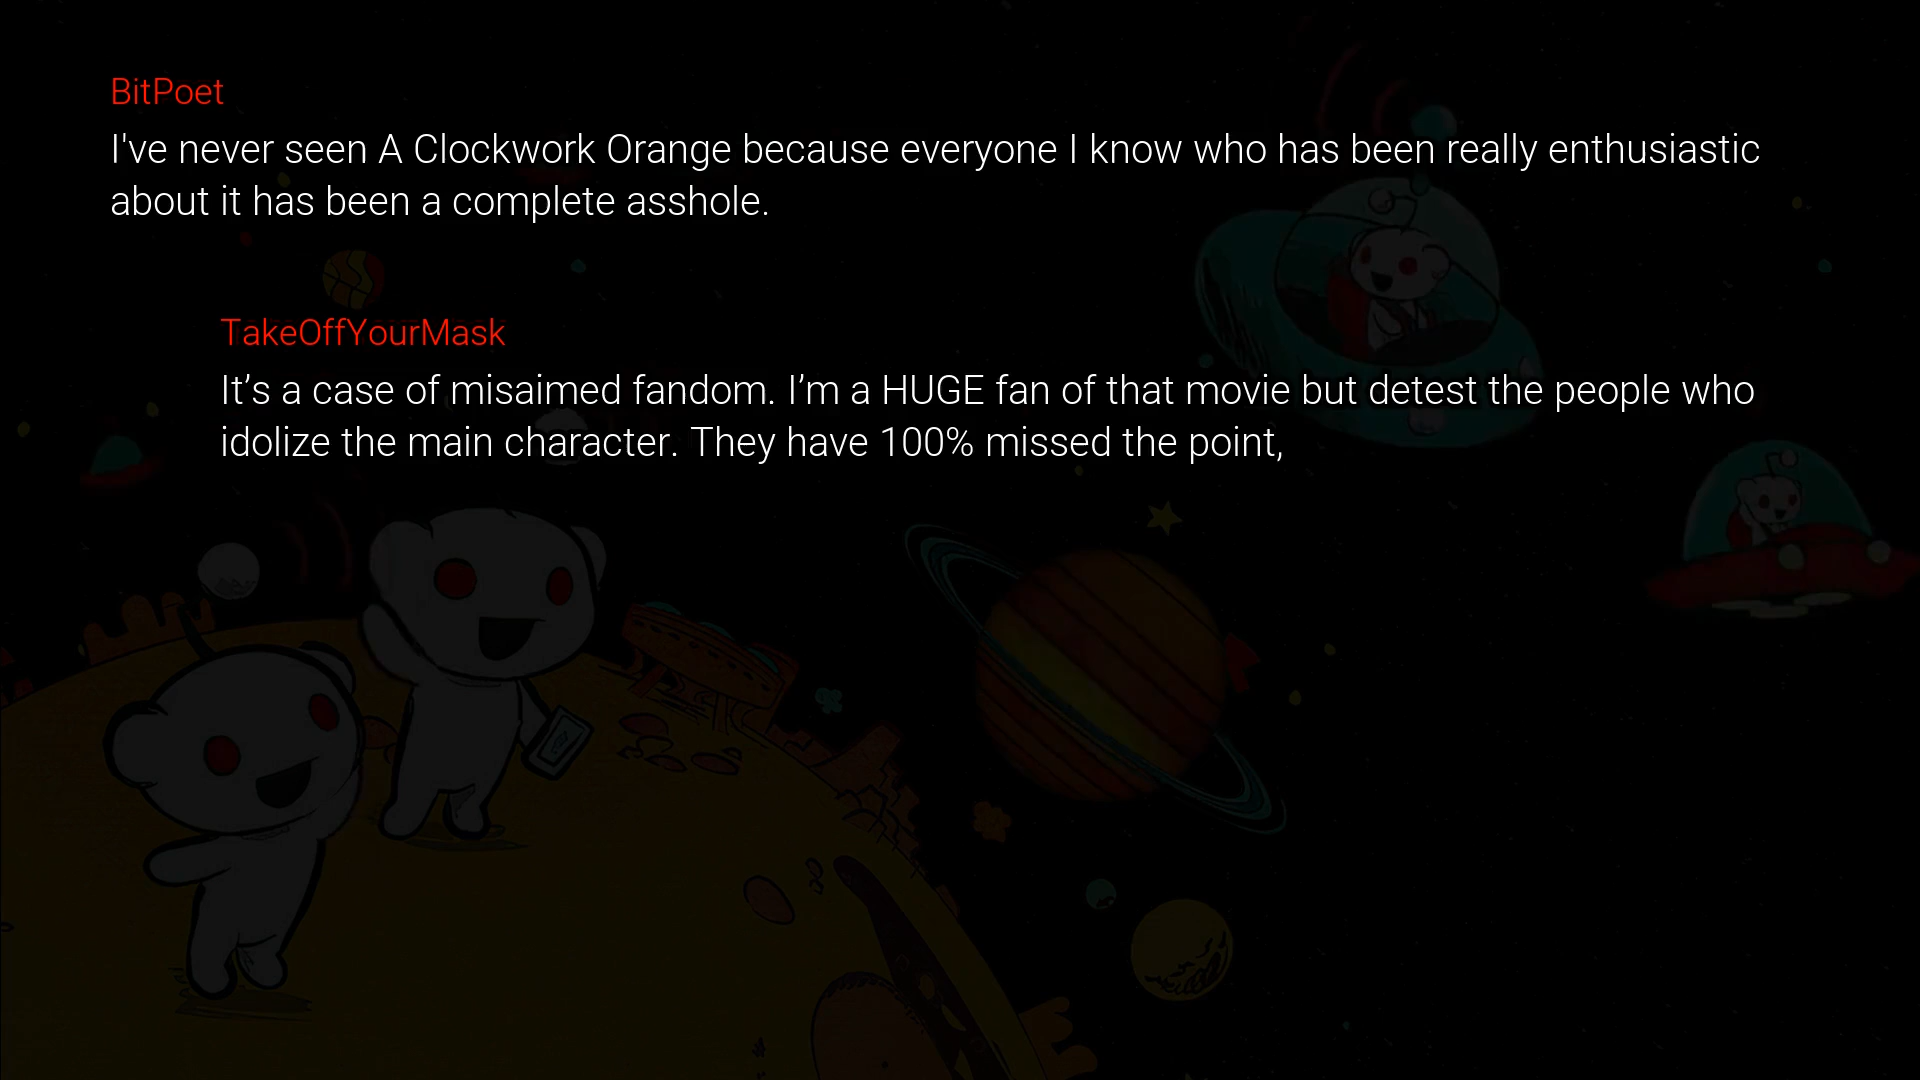 BitPoet
I've never seen A Clockwork Orange because everyone I know who has been really enthusiastic
about it has been a complete asshole.
TakeOffYourMask
It’s a case of misaimed fandom. I’m a HUGE fan of that movie but detest the people who
idolize the main character. They have 100% missed the point,